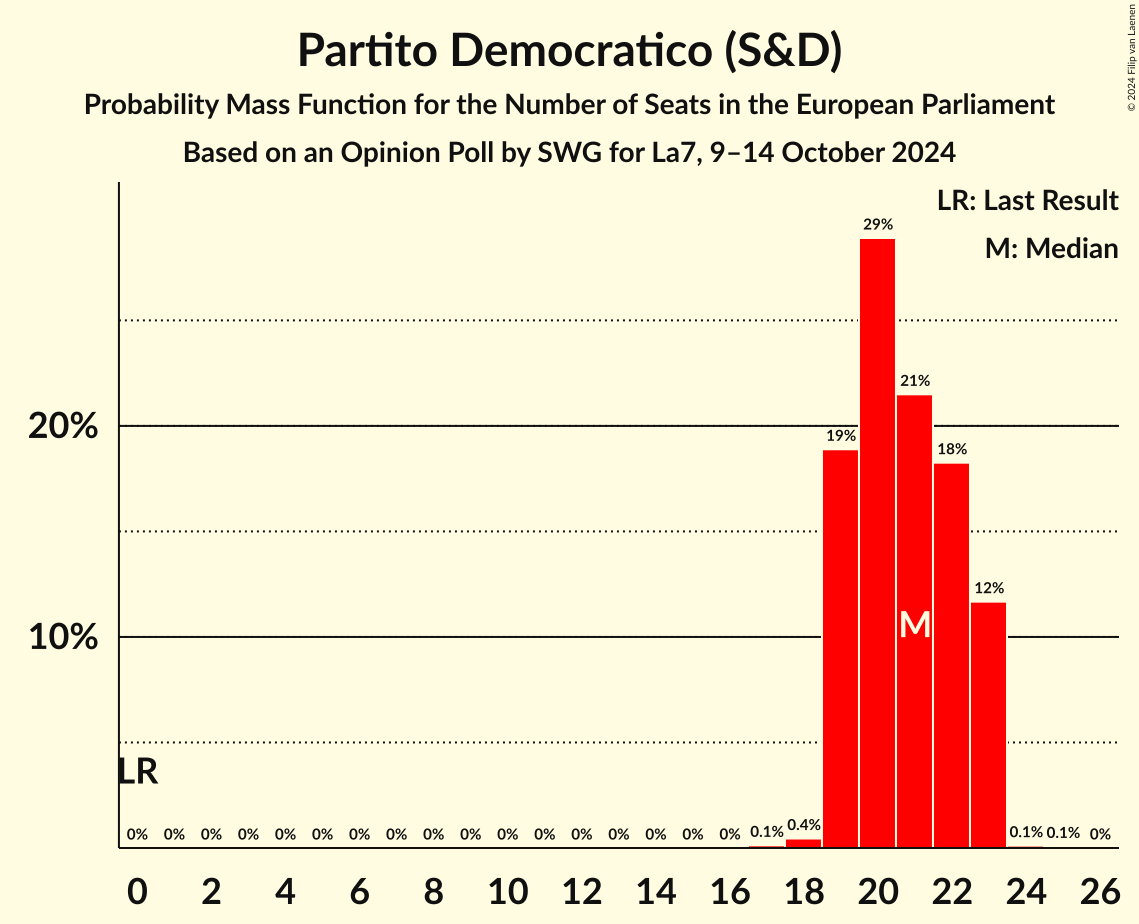 Partito Democratico (S&D)
Probability Mass Function for the Number of Seats in the European Parliament
Based on an Opinion Poll by SWG for La7, 9–14 October 2024
© 2024 Filip van Laenen
LR: Last Result
M: Median
29%
21%
20%
19%
18%
12%
10%
M
LR
0% 0% 0% 0% 0% 0% 0% 0% 0% 0% 0% 0% 0% 0% 0% 0% 0% 0.1% 0.4% 0.1% 0.1% 0%
0 2 4 6 8 10 12 14 16 18 20 22 24 26